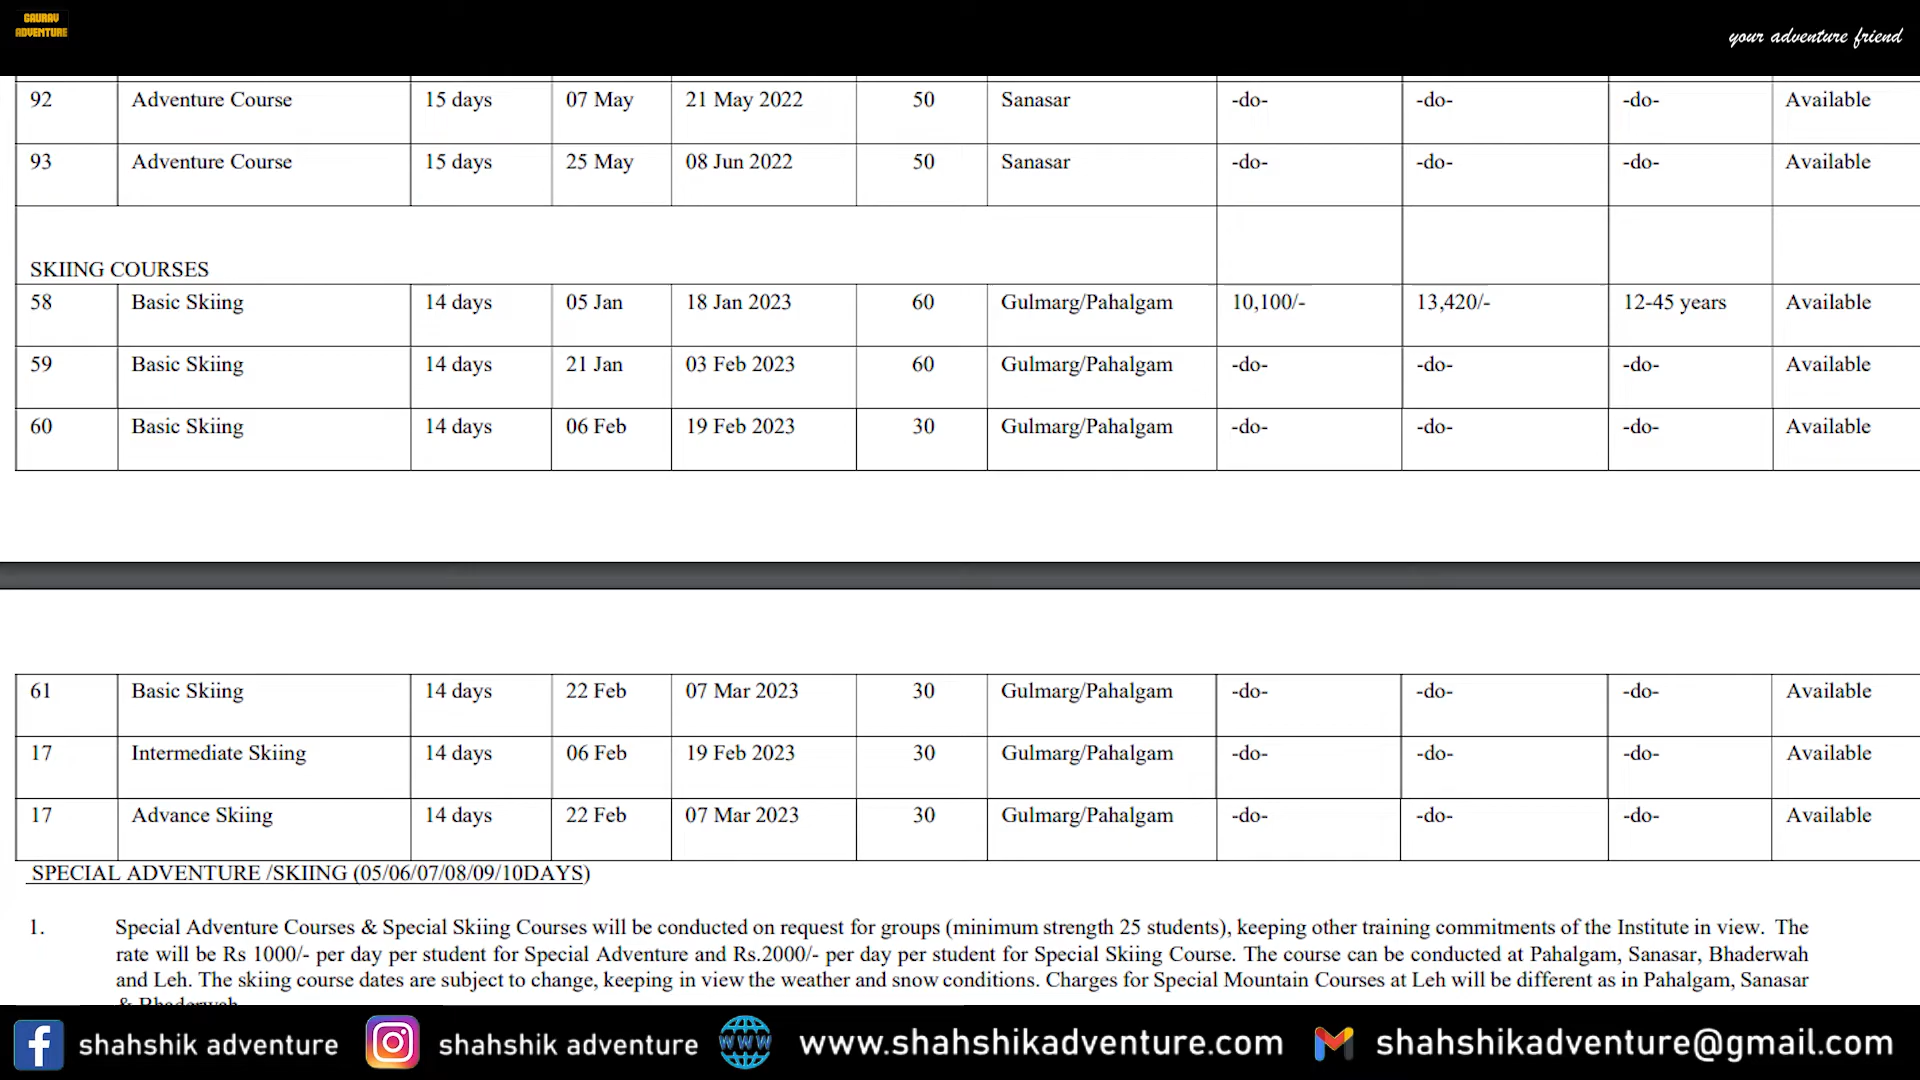 GAURAV
ADVENTURE
your adventure friend
92 Adventure Course 15 days 07 May 21 May 2022 50 Sanasar -do- -do- -do- Available
93 Adventure Course 15 days 25 May 08 Jun 2022 50 Sanasar -do- -do- -do- Available
SKIING COURSES
58 Basic Skiing 14 days 05 Jan 18 Jan 2023 60 Gulmarg/Pahalgam 10,100/- 13,420/- 12-45 years Available
59 Basic Skiing 14 days 21 Jan 03 Feb 2023 60 Gulmarg/Pahalgam -do- -do- -do- Available
60 Basic Skiing 14 days 06 Feb 19 Feb 2023 30 Gulmarg/Pahalgam -do- -do- -do- Available
61 Basic Skiing 14 days 22 Feb 07 Mar 2023 30 Gulmarg/Pahalgam -do- -do- -do- Available
17 Intermediate Skiing 14 days 06 Feb 19 Feb 2023 30 Gulmarg/Pahalgam -do- -do- -do- Available
17 Advance Skiing 14 days 22 Feb 07 Mar 2023 30 Gulmarg/Pahalgam -do- -do- -do- Available
SPECIAL ADVENTURE /SKIING (05/06/07/08/09/10DAYS)
1. Special Adventure Courses & Special Skiing Courses will be conducted on request for groups (minimum strength 25 students), keeping other training commitments of the Institute in view. The
rate will be Rs 1000/- per day per student for Special Adventure and Rs.2000/- per day per student for Special Skiing Course. The course can be conducted at Pahalgam, Sanasar, Bhaderwah
and Leh. The skiing course dates are subject to change, keeping in view the weather and snow conditions. Charges for Special Mountain Courses at Leh will be different as in Pahalgam, Sanasar
& Bhaderwah
shahshik adventure shahshik adventure WWW www.shahshikadventure.com shahshikadventure@gmail.com